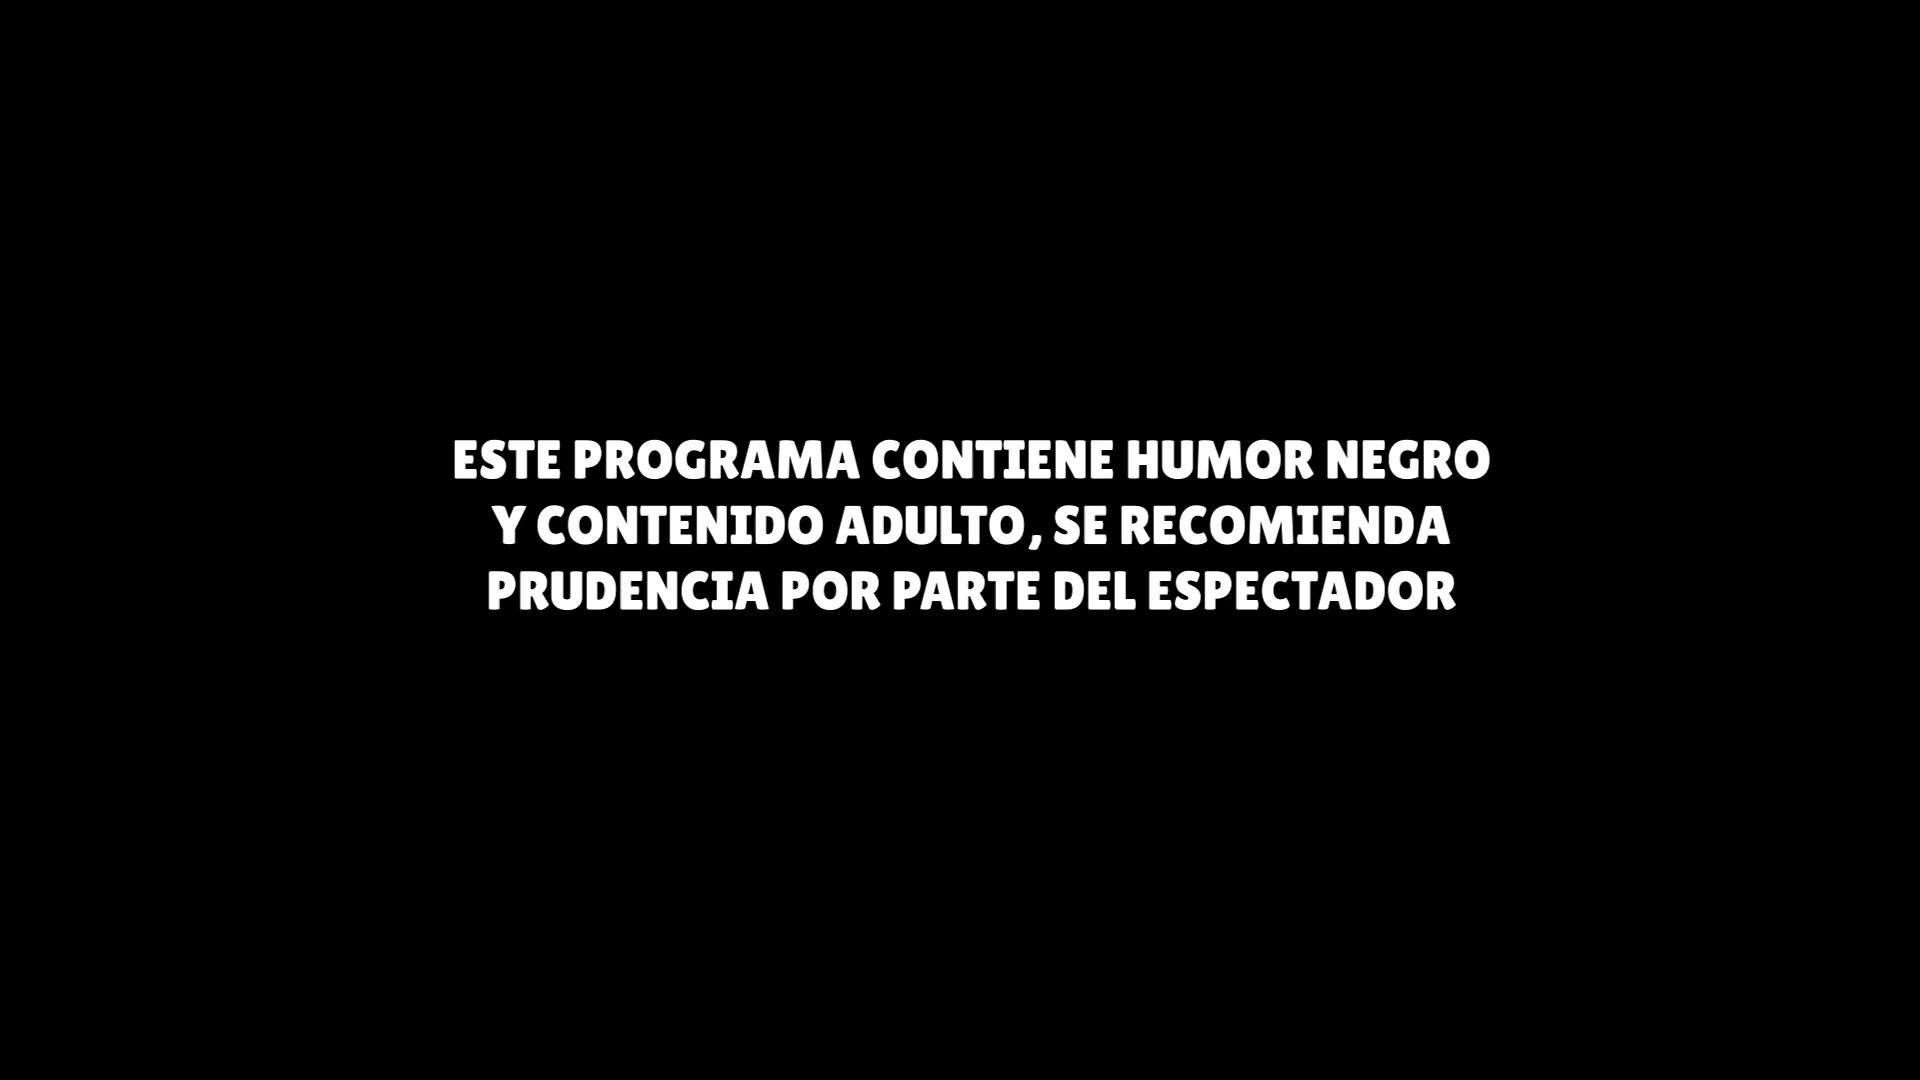 ESTE PROGRAMA CONTIENE HUMOR NEGRO
Y CONTENIDO ADULTO, SE RECOMIENDA
PRUDENCIA POR PARTE DEL ESPECTADOR